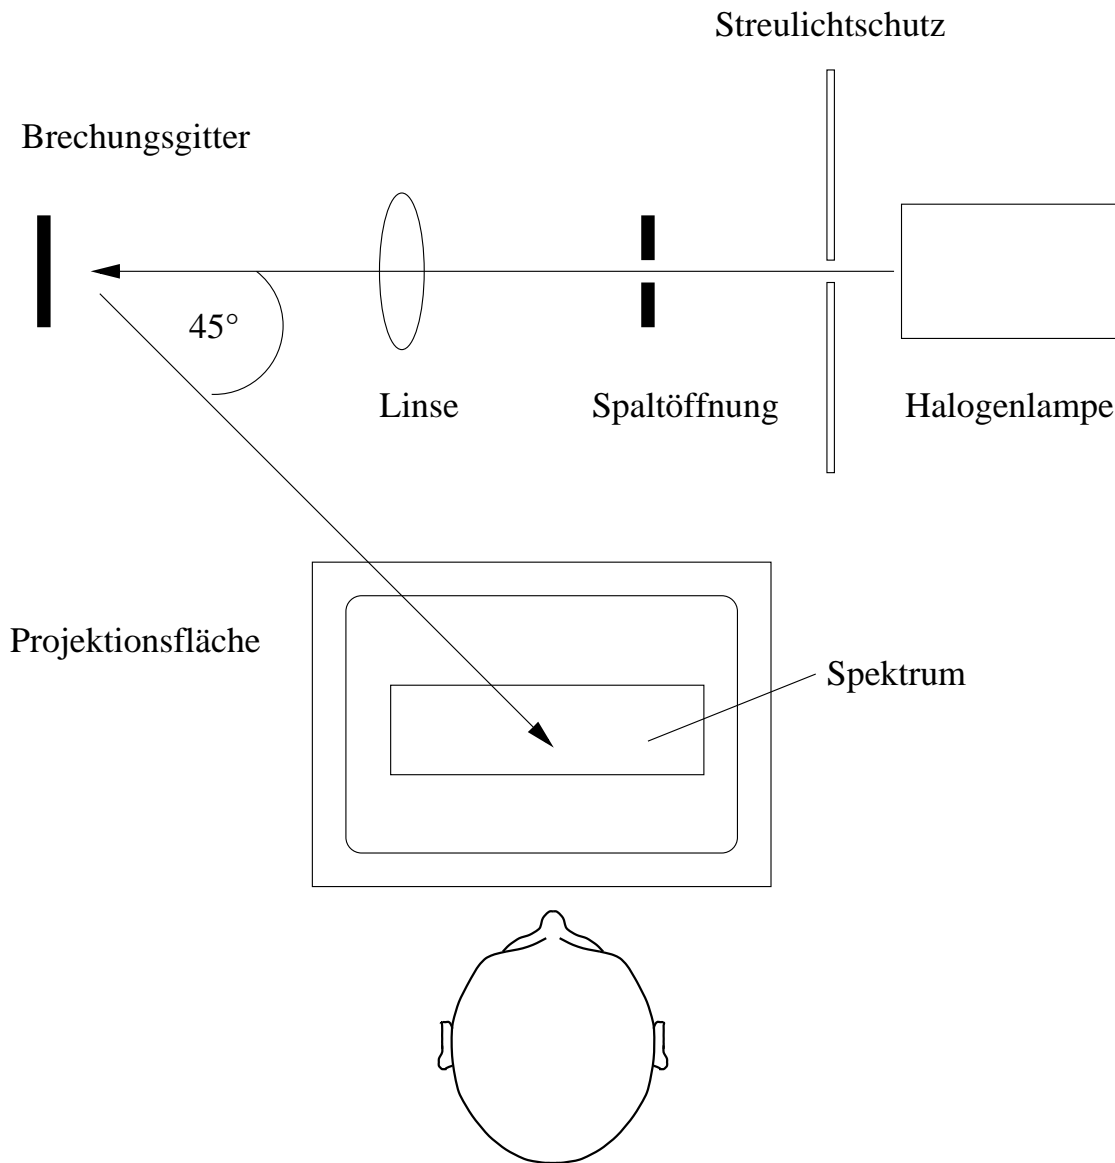 Streulichtschutz
Brechungsgitter
45°
Linse
Spaltöffnung
Halogenlampe
Projektionsfläche
Spektrum